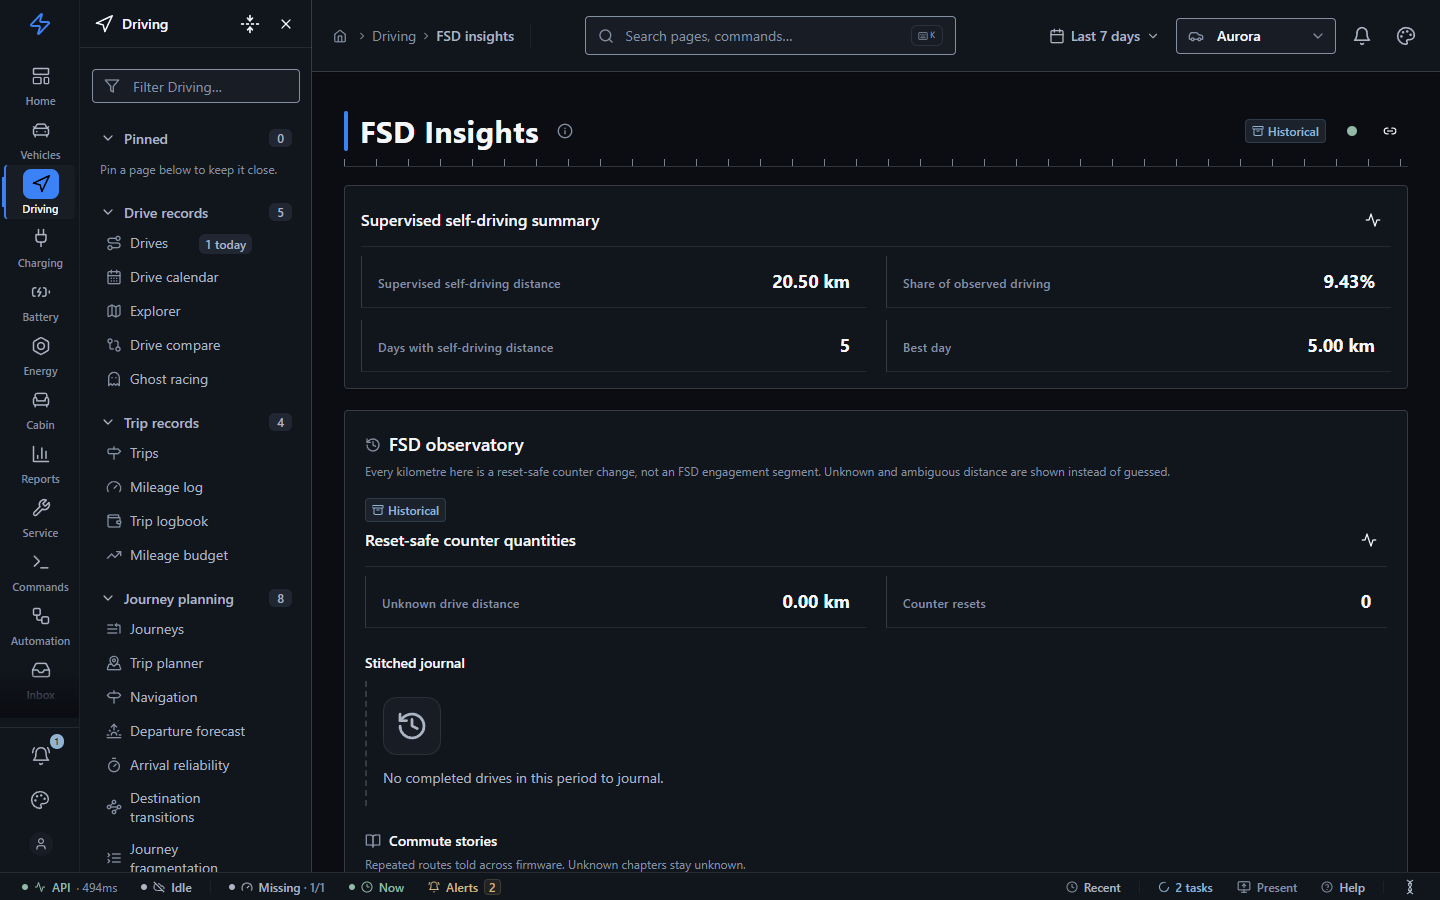 Driving
Driving
FSD insights
Search pages, commands...
K
Last 7 days
Aurora
Home
Vehicles
Driving
Charging
Battery
Energy
Cabin
Reports
Service
Commands
Automation
Inbox
1
Filter Driving...
Pinned
0
Pin a page below to keep it close.
Drive records
5
Drives
1 today
Drive calendar
Explorer
Drive compare
Ghost racing
Trip records
4
Trips
Mileage log
Trip logbook
Mileage budget
Journey planning
8
Journeys
Trip planner
Navigation
Departure forecast
Arrival reliability
Destination
transitions
Journey
fragmentation
FSD Insights
Historical
Supervised self-driving summary
Supervised self-driving distance
20.50 km
Share of observed driving
9.43%
Days with self-driving distance
5
Best day
5.00 km
FSD observatory
Every kilometre here is a reset-safe counter change, not an FSD engagement segment. Unknown and ambiguous distance are shown instead of guessed.
Historical
Reset-safe counter quantities
Unknown drive distance
0.00 km
Counter resets
0
Stitched journal
No completed drives in this period to journal.
Commute stories
Repeated routes told across firmware. Unknown chapters stay unknown.
API · 494ms
Idle
Missing · 1/1
Now
Alerts 2
Recent
2 tasks
Present
Help